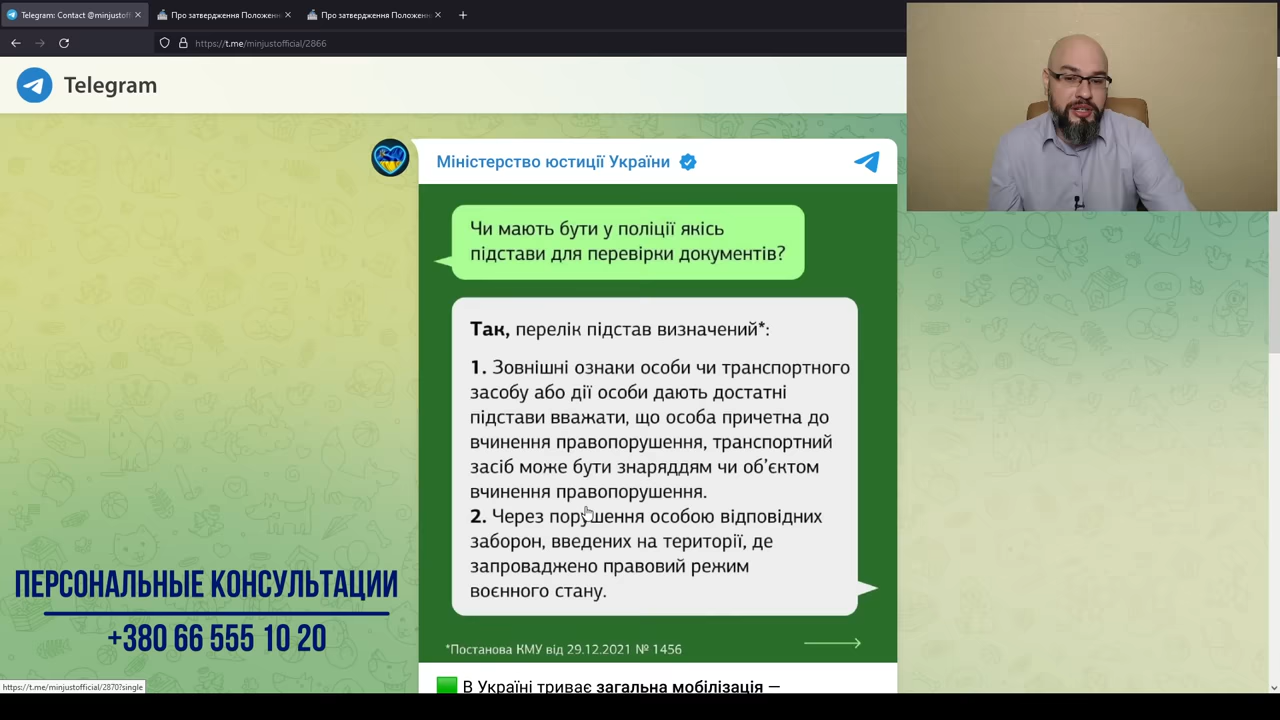 Telegram: Contact @minjustoff
Про затвердження Положенн
Про затвердження Положенн
https://t.me/minjustofficial/2866
Telegram
Міністерство юстиції України
Чи мають бути у поліції якісь
підстави для перевірки документів?
Так, перелік підстав визначений*:
1. Зовнішні ознаки особи чи транспортного
засобу або дії особи дають достатні
підстави вважати, що особа причетна до
вчинення правопорушення, транспортний
засіб може бути знаряддям чи об’єктом
вчинення правопорушення.
2. Через порушення особою відповідних
заборон, введених на території, де
запроваджено правовий режим
воєнного стану.
*Постанова КМУ від 29.12.2021 № 1456
В Україні триває загальна мобілізація —
ПЕРСОНАЛЬНЫЕ КОНСУЛЬТАЦИИ
+380 66 555 10 20
https://t.me/minjustofficial/2870?single